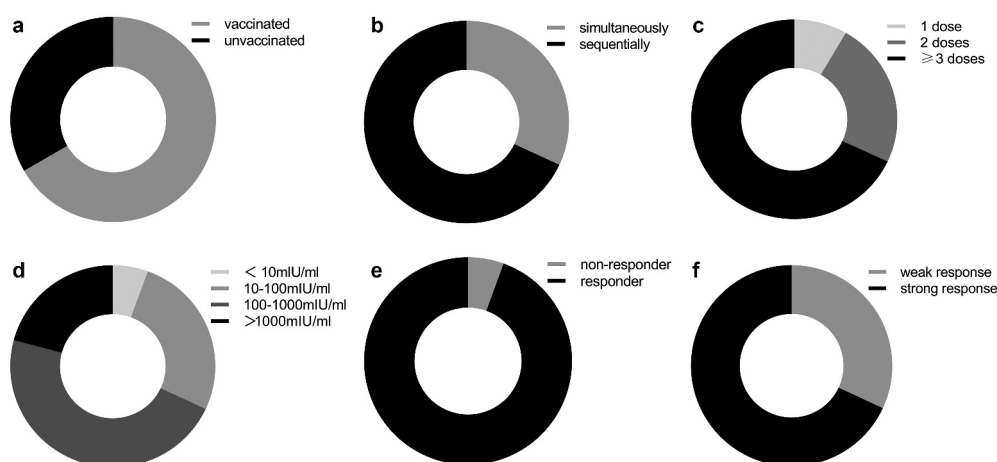 a
vaccinated
unvaccinated
b
simultaneously
sequentially
c
1 dose
2 doses
⩾3 doses
d
< 10mIU/ml
10-100mIU/ml
100-1000mIU/ml
>1000mIU/ml
e
non-responder
responder
f
weak response
strong response